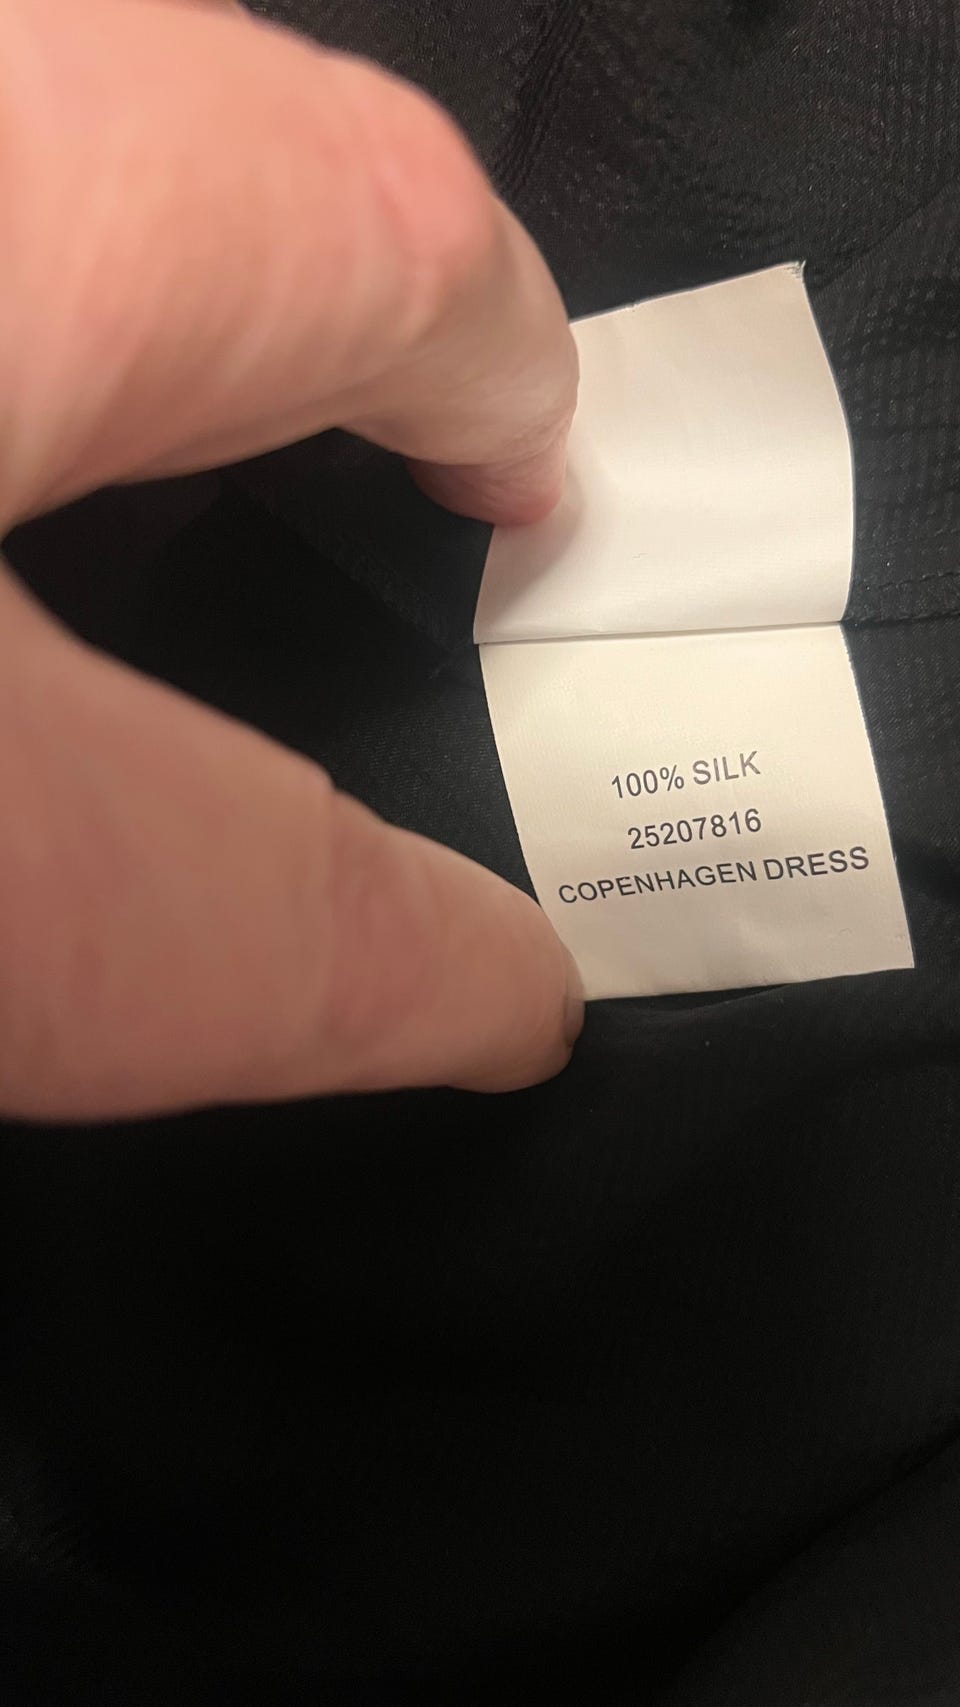 100% SILK
25207816
COPENHAGEN DRESS